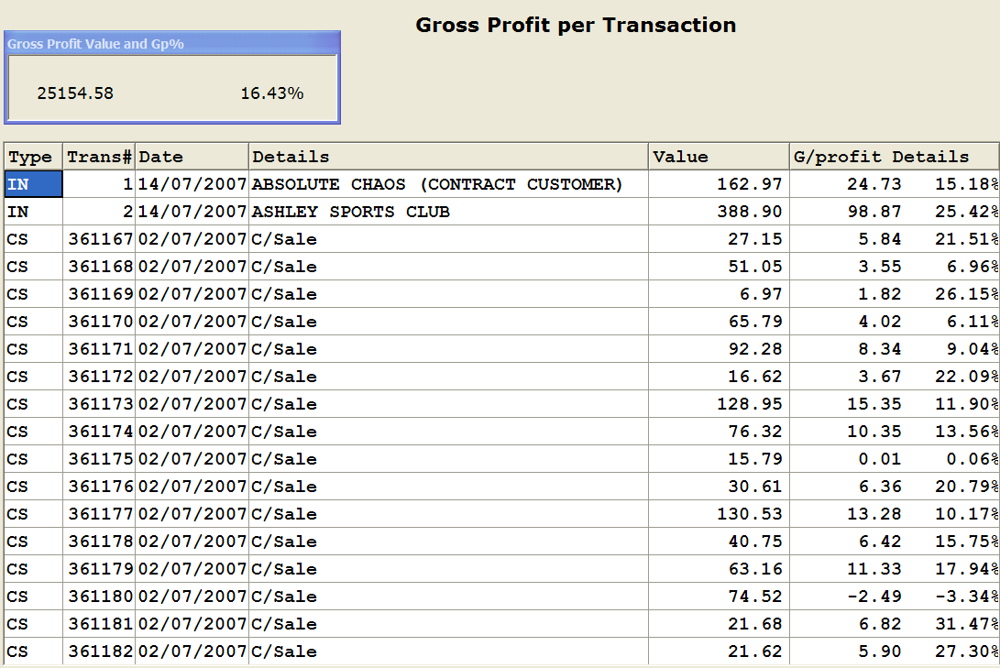 Gross Profit per Transaction
Gross Profit Value and Gp%
25154.58 16.43%
Type Trans# Date Details Value G/profit Details
IN 1 14/07/2007 ABSOLUTE CHAOS (CONTRACT CUSTOMER) 162.97 24.73 15.18%
IN 2 14/07/2007 ASHLEY SPORTS CLUB 388.90 98.87 25.42%
CS 361167 02/07/2007 C/Sale 27.15 5.84 21.51%
CS 361168 02/07/2007 C/Sale 51.05 3.55 6.96%
CS 361169 02/07/2007 C/Sale 6.97 1.82 26.15%
CS 361170 02/07/2007 C/Sale 65.79 4.02 6.11%
CS 361171 02/07/2007 C/Sale 92.28 8.34 9.04%
CS 361172 02/07/2007 C/Sale 16.62 3.67 22.09%
CS 361173 02/07/2007 C/Sale 128.95 15.35 11.90%
CS 361174 02/07/2007 C/Sale 76.32 10.35 13.56%
CS 361175 02/07/2007 C/Sale 15.79 0.01 0.06%
CS 361176 02/07/2007 C/Sale 30.61 6.36 20.79%
CS 361177 02/07/2007 C/Sale 130.53 13.28 10.17%
CS 361178 02/07/2007 C/Sale 40.75 6.42 15.75%
CS 361179 02/07/2007 C/Sale 63.16 11.33 17.94%
CS 361180 02/07/2007 C/Sale 74.52 -2.49 -3.34%
CS 361181 02/07/2007 C/Sale 21.68 6.82 31.47%
CS 361182 02/07/2007 C/Sale 21.62 5.90 27.30%